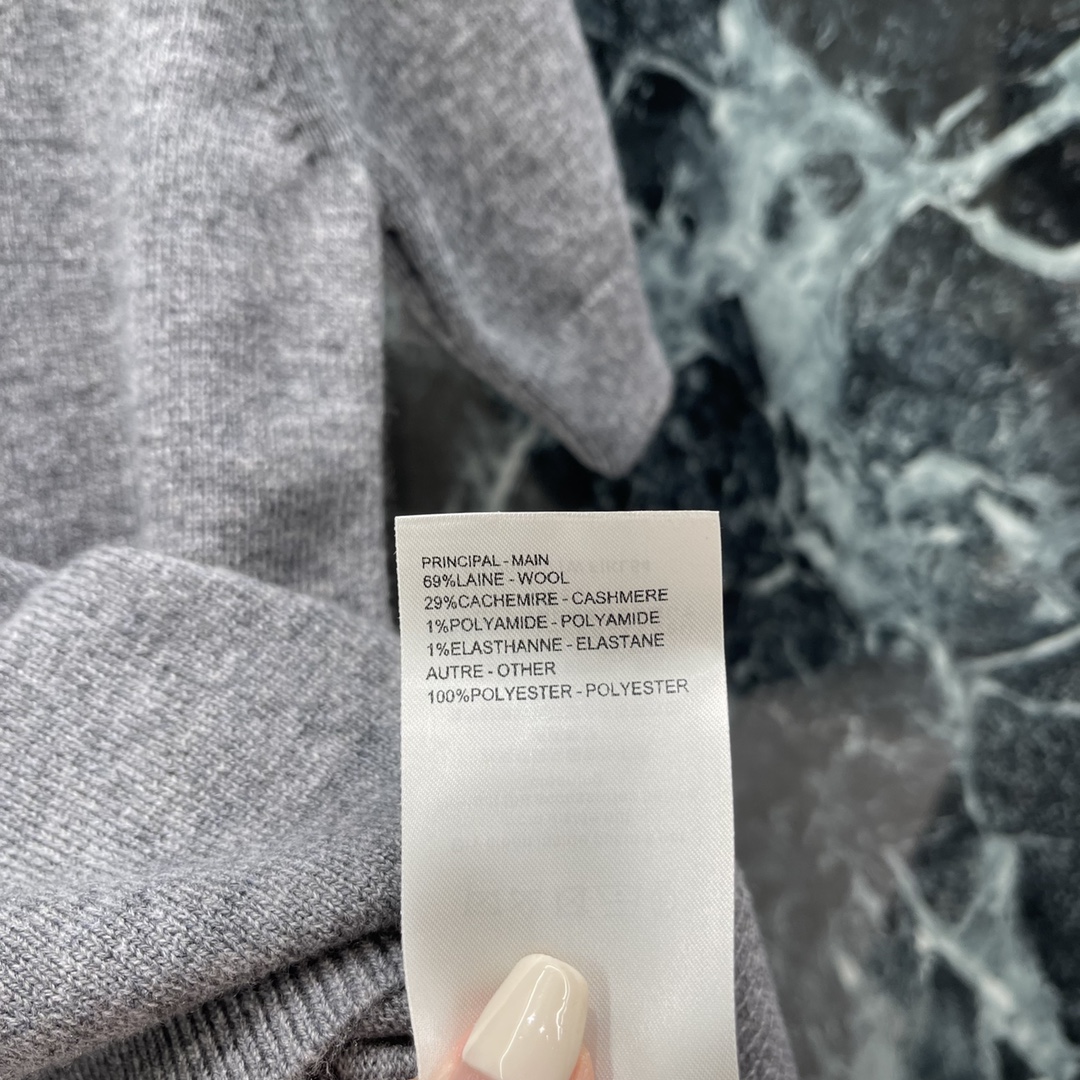 PRINCIPAL - MAIN
69%LAINE - WOOL
29%CACHEMIRE - CASHMERE
1%POLYAMIDE - POLYAMIDE
1%ELASTHANNE - ELASTANE
AUTRE - OTHER
100%POLYESTER - POLYESTER